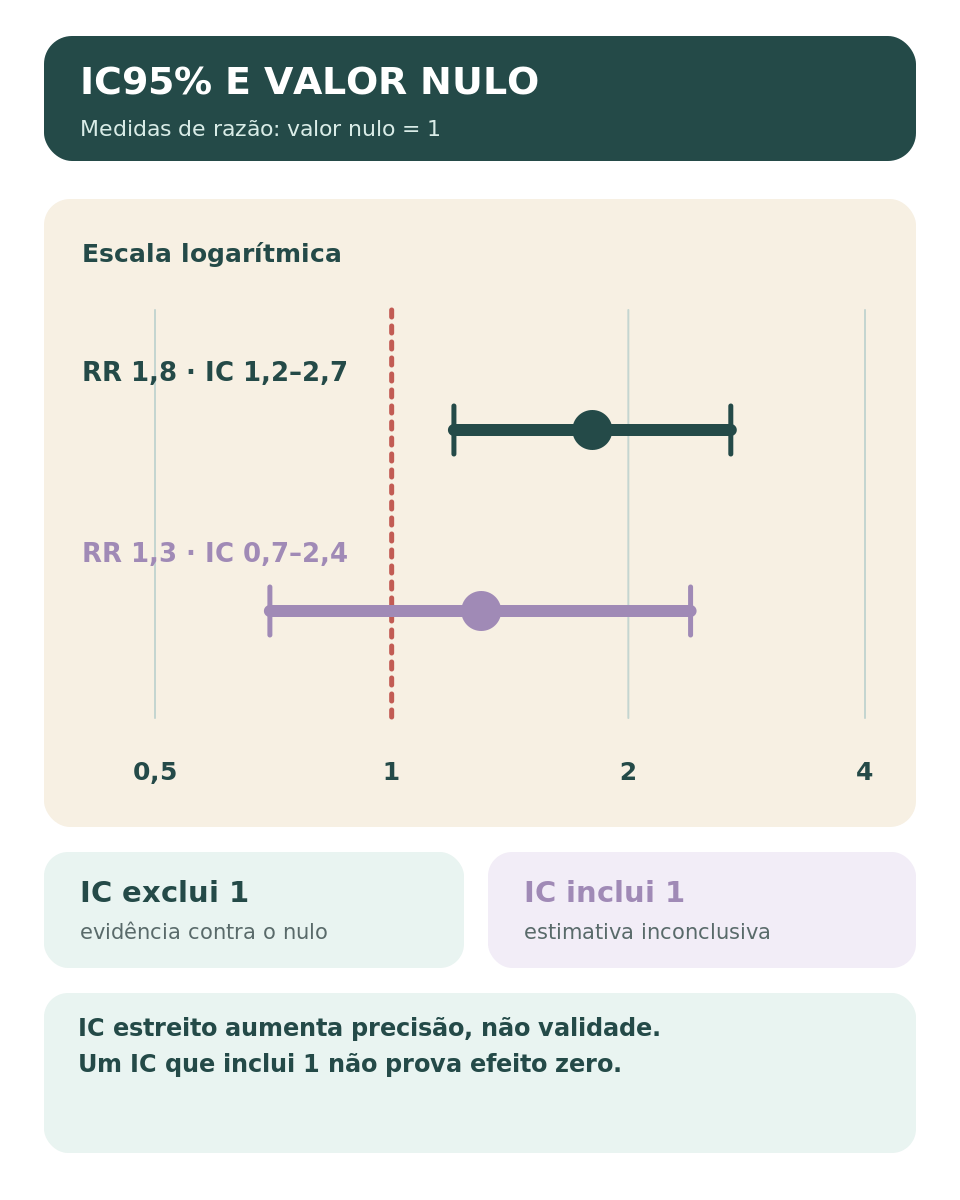 IC95% E VALOR NULO
Medidas de razão: valor nulo = 1
Escala logarítmica
RR 1,8 · IC 1,2–2,7
RR 1,3 · IC 0,7–2,4
0,5 1 2 4
IC exclui 1
evidência contra o nulo
IC inclui 1
estimativa inconclusiva
IC estreito aumenta precisão, não validade.
Um IC que inclui 1 não prova efeito zero.